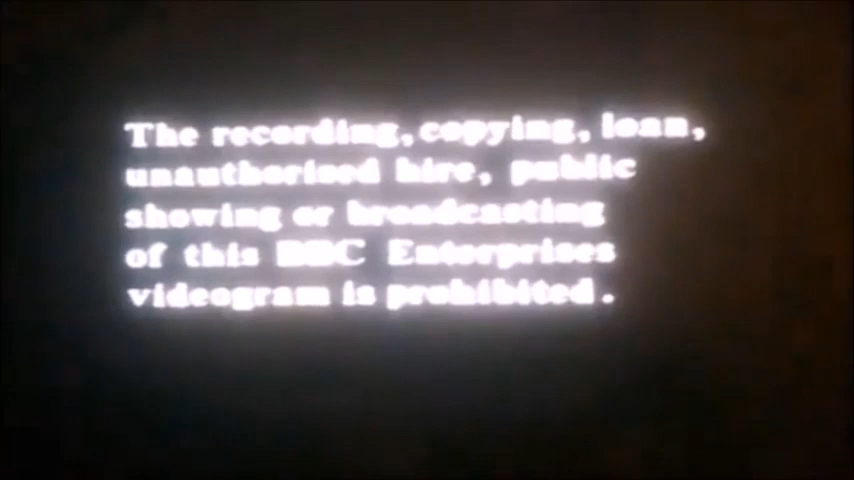 The recording, copying, loan,
unauthorised hire, public
showing or broadcasting
of this BBC Enterprises
videogram is prohibited.